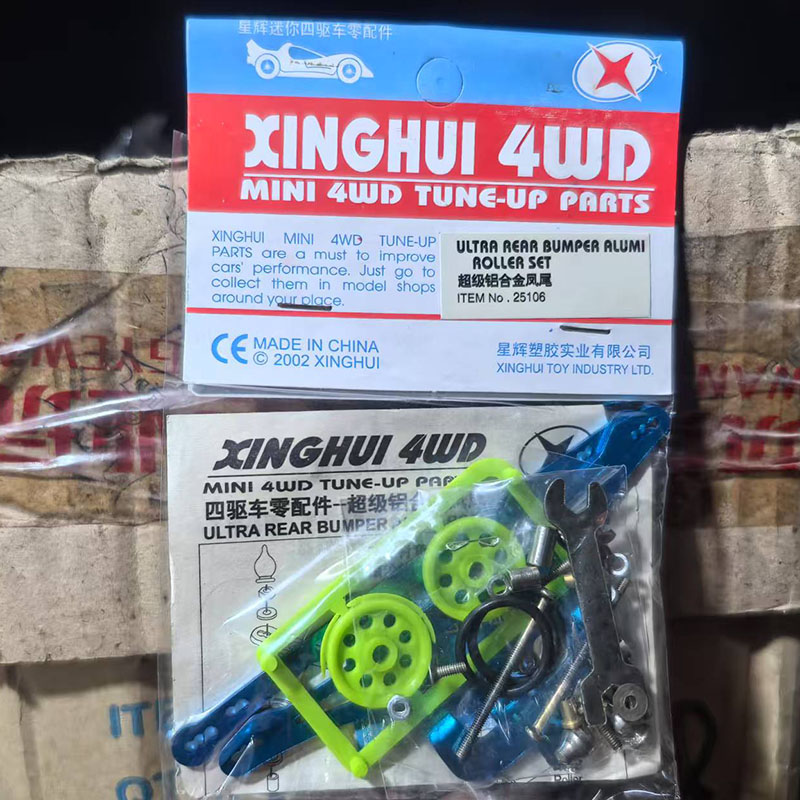 星辉迷你四驱车零配件
XINGHUI 4WD
MINI 4WD TUNE-UP PARTS
XINGHUI MINI 4WD TUNE-UP
PARTS are a must to improve
cars' performance. Just go to
collect them in model shops
around your place.
ULTRA REAR BUMPER ALUMI
ROLLER SET
超级铝合金凤尾
ITEM No. 25106
CE MADE IN CHINA
© 2002 XINGHUI
星辉塑胶实业有限公司
XINGHUI TOY INDUSTRY LTD.
XINGHUI 4WD
MINI 4WD TUNE-UP
四驱车零配件--超级铝合
ULTRA REAR BUMPER
Roller